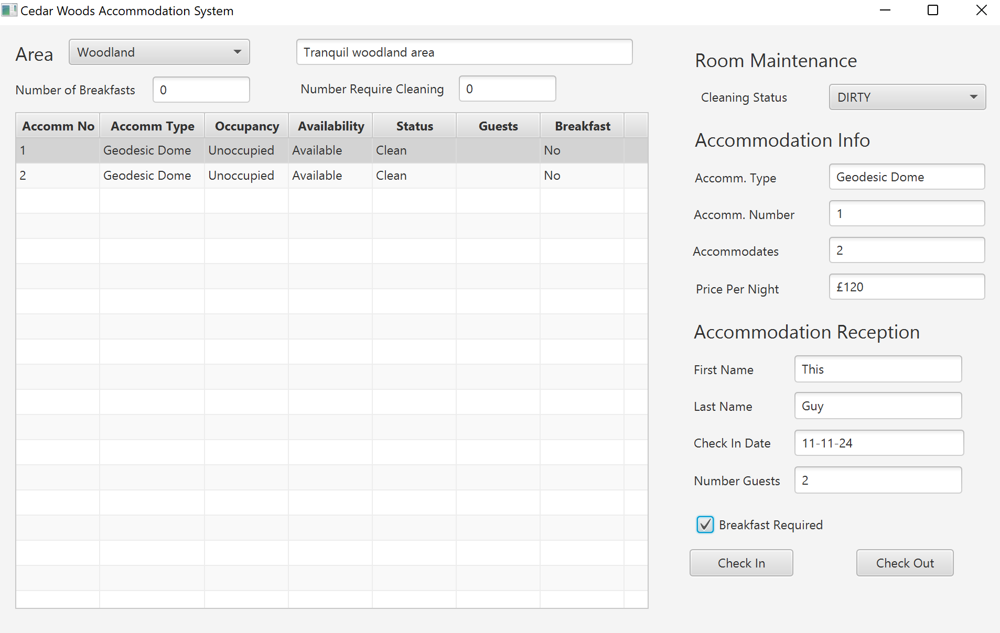 Cedar Woods Accommodation System
Area Woodland Tranquil woodland area
Number of Breakfasts 0 Number Require Cleaning 0
Accomm No Accomm Type Occupancy Availability Status Guests Breakfast
1 Geodesic Dome Unoccupied Available Clean No
2 Geodesic Dome Unoccupied Available Clean No
Room Maintenance
Cleaning Status DIRTY
Accommodation Info
Accomm. Type Geodesic Dome
Accomm. Number 1
Accommodates 2
Price Per Night £120
Accommodation Reception
First Name This
Last Name Guy
Check In Date 11-11-24
Number Guests 2
Breakfast Required
Check In Check Out